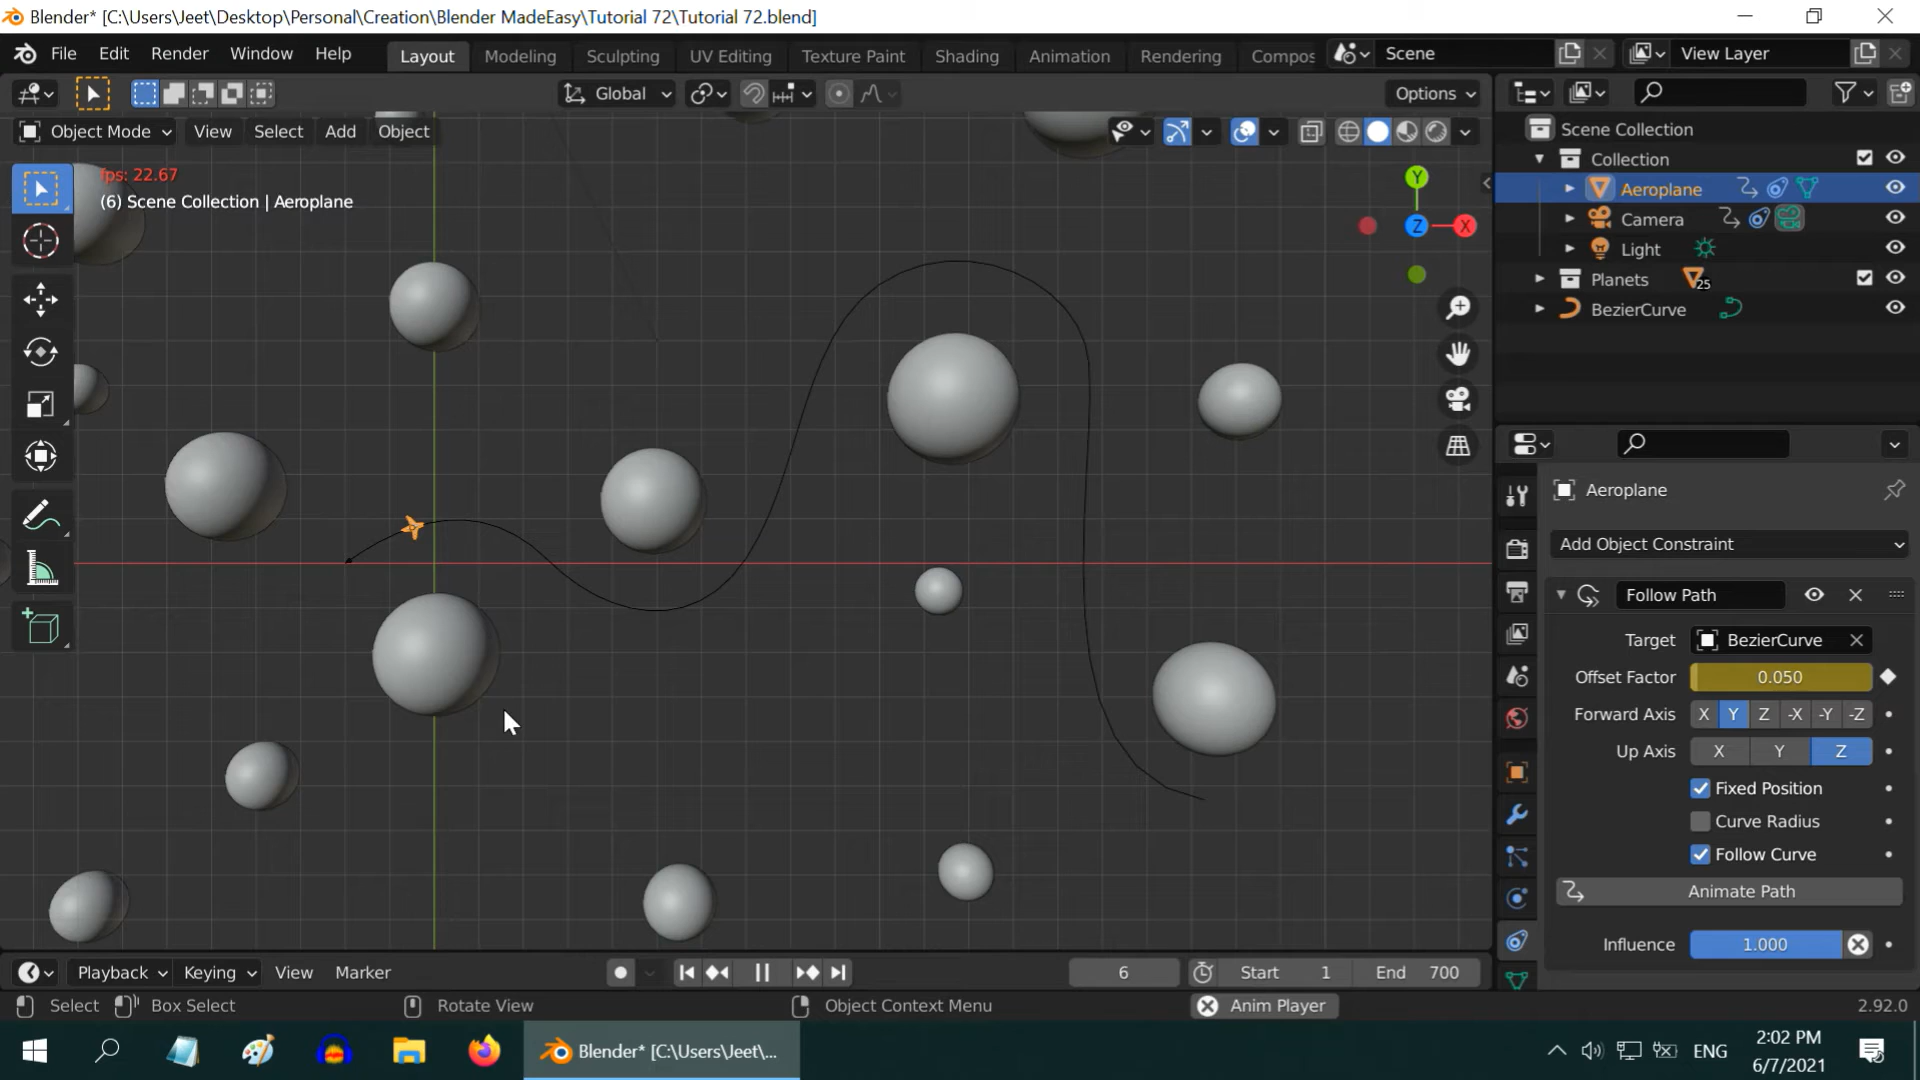 Blender* [C:\Users\Jeet\Desktop\Personal\Creation\Blender MadeEasy\Tutorial 72\Tutorial 72.blend]
File Edit Render Window Help Layout Modeling Sculpting UV Editing Texture Paint Shading Animation Rendering Compos Scene View Layer
Global Options
Object Mode View Select Add Object
Scene Collection
Collection
fps: 22.67
(6) Scene Collection | Aeroplane
Aeroplane
Camera
Light
Planets 25
BezierCurve
Y
Z
X
Aeroplane
Add Object Constraint
Follow Path
Target BezierCurve
Offset Factor 0.050
Forward Axis X Y Z -X -Y -Z
Up Axis X Y Z
Fixed Position
Curve Radius
Follow Curve
Animate Path
Influence 1.000
Playback Keying View Marker 6 Start 1 End 700
Select Box Select Rotate View Object Context Menu Anim Player 2.92.0
Blender* [C:\Users\Jeet\... ENG 2:02 PM
6/7/2021